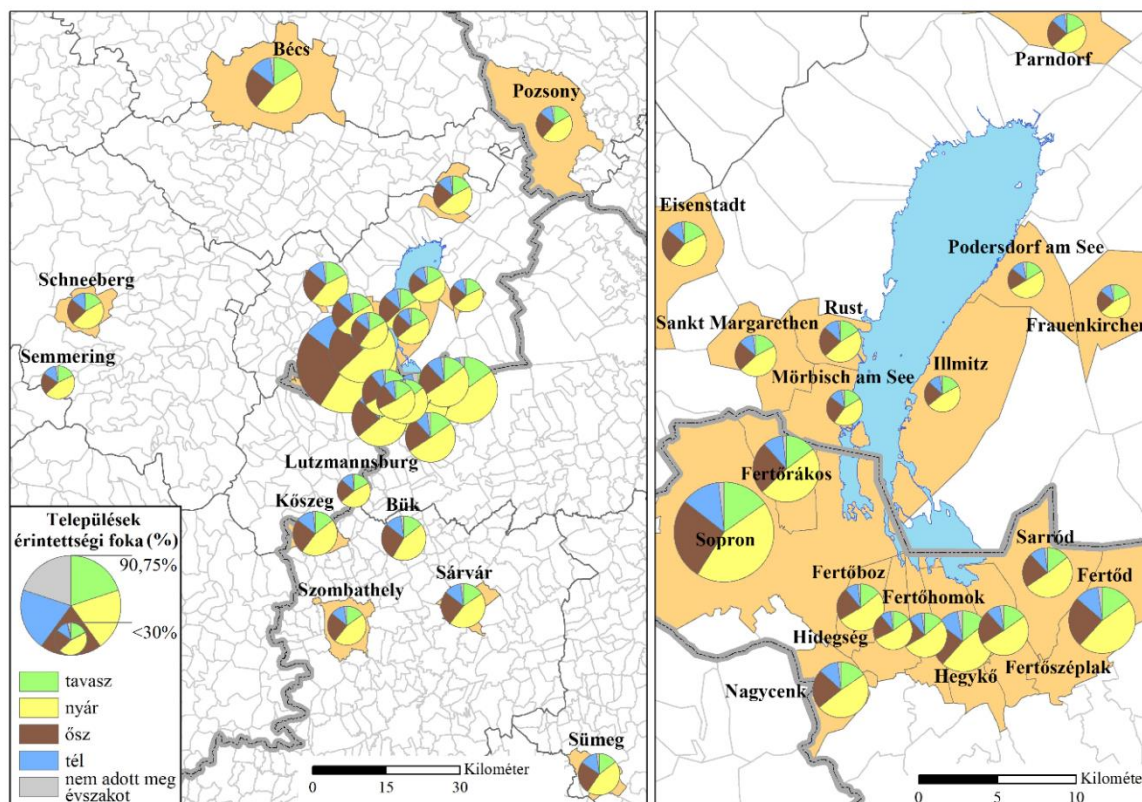 Bécs
Pozsony
Schneeberg
Semmering
Lutzmannsburg
Kőszeg
Bük
Szombathely
Sárvár
Sümeg
Települések
érintettségi foka (%)
90,75%
<30%
tavasz
nyár
ősz
tél
nem adott meg
évszakot
Kilométer
0 15 30
Parndorf
Eisenstadt
Podersdorf am See
Rust
Sankt Margarethen
Frauenkirchen
Illmitz
Mörbisch am See
Fertőrákos
Sopron
Sarród
Fertőboz
Fertőd
Fertőhomok
Hidegség
Hegykő
Fertőszéplak
Nagycenk
Kilométer
0 5 10